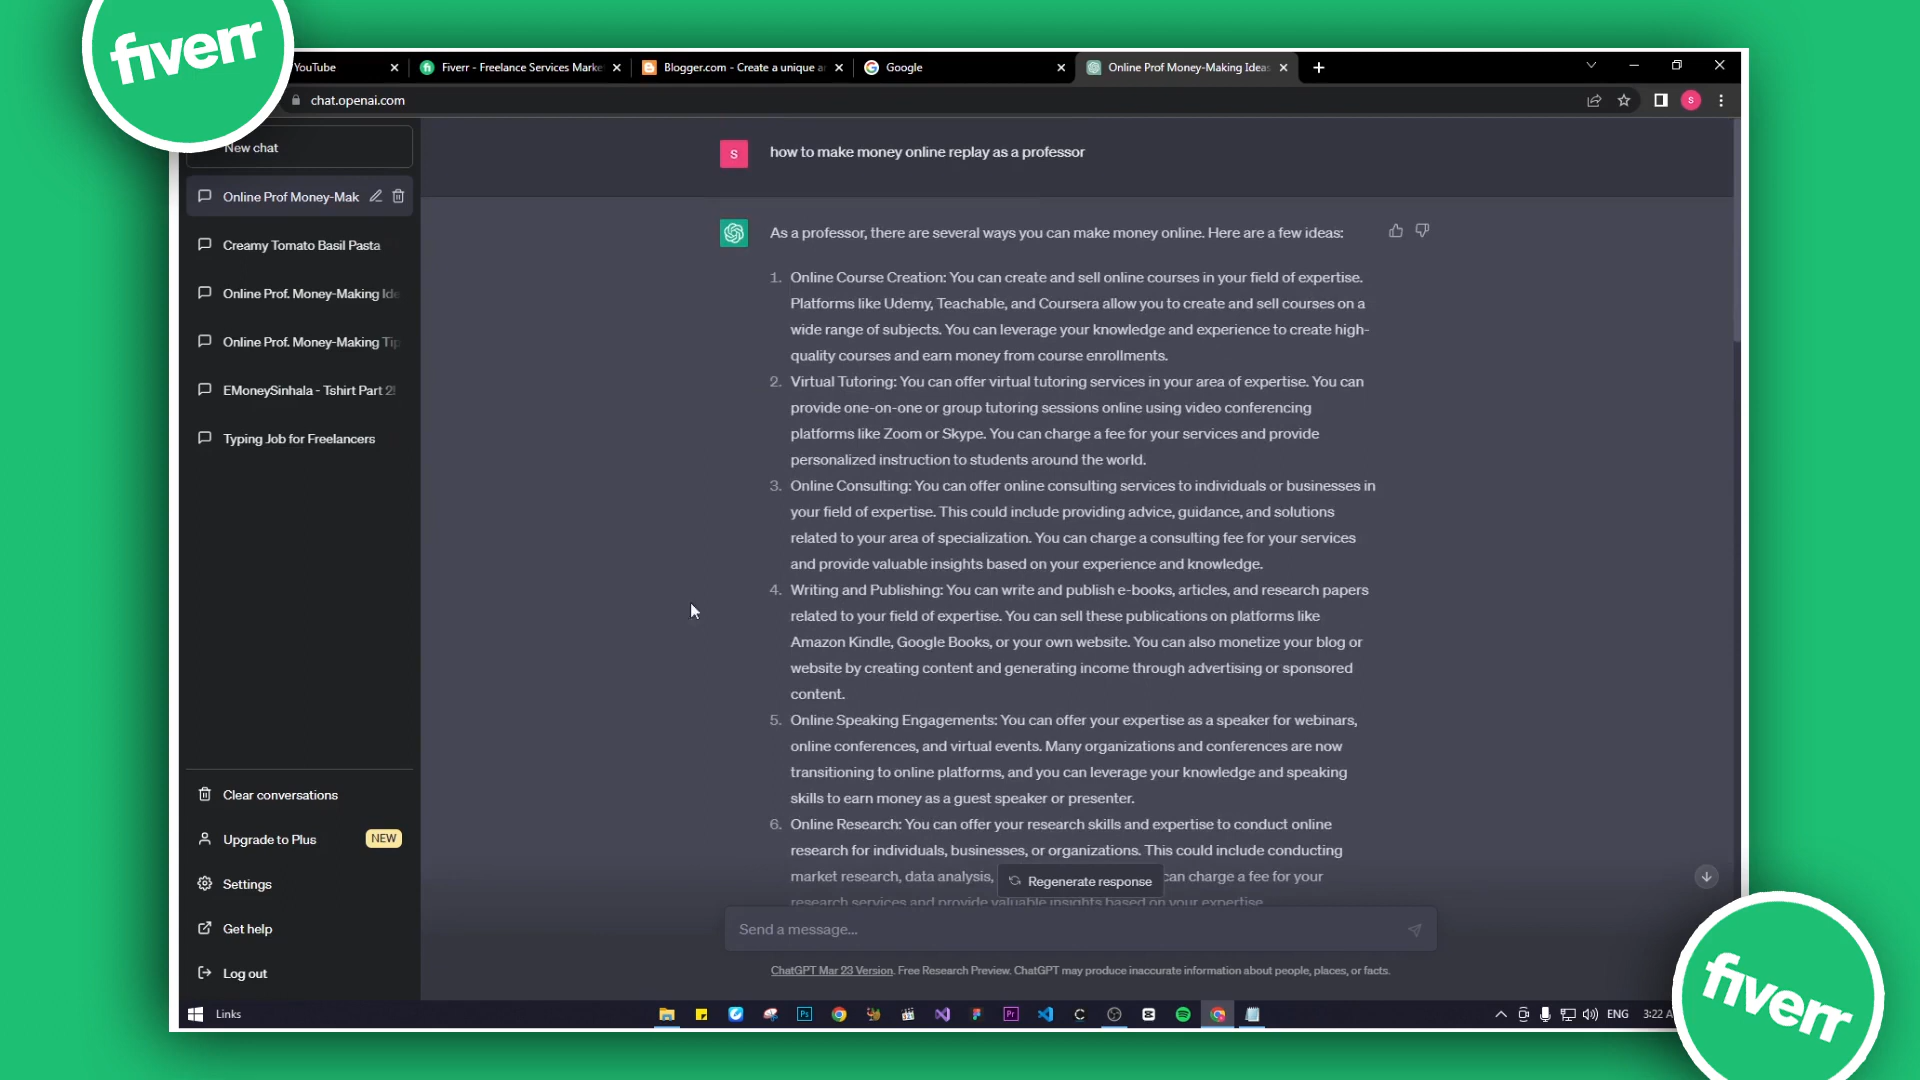 fiverr
YouTube
Fiverr - Freelance Services Marke
Blogger.com - Create a unique a
Google
Online Prof Money-Making Ideas
chat.openai.com
S
New chat
Online Prof Money-Mak
Creamy Tomato Basil Pasta
Online Prof. Money-Making Ide
Online Prof. Money-Making Tip
EMoneySinhala - Tshirt Part 2!
Typing Job for Freelancers
Clear conversations
Upgrade to Plus NEW
Settings
Get help
Log out
S
how to make money online replay as a professor
As a professor, there are several ways you can make money online. Here are a few ideas:
1. Online Course Creation: You can create and sell online courses in your field of expertise.
Platforms like Udemy, Teachable, and Coursera allow you to create and sell courses on a
wide range of subjects. You can leverage your knowledge and experience to create high-
quality courses and earn money from course enrollments.
2. Virtual Tutoring: You can offer virtual tutoring services in your area of expertise. You can
provide one-on-one or group tutoring sessions online using video conferencing
platforms like Zoom or Skype. You can charge a fee for your services and provide
personalized instruction to students around the world.
3. Online Consulting: You can offer online consulting services to individuals or businesses in
your field of expertise. This could include providing advice, guidance, and solutions
related to your area of specialization. You can charge a consulting fee for your services
and provide valuable insights based on your experience and knowledge.
4. Writing and Publishing: You can write and publish e-books, articles, and research papers
related to your field of expertise. You can sell these publications on platforms like
Amazon Kindle, Google Books, or your own website. You can also monetize your blog or
website by creating content and generating income through advertising or sponsored
content.
5. Online Speaking Engagements: You can offer your expertise as a speaker for webinars,
online conferences, and virtual events. Many organizations and conferences are now
transitioning to online platforms, and you can leverage your knowledge and speaking
skills to earn money as a guest speaker or presenter.
6. Online Research: You can offer your research skills and expertise to conduct online
research for individuals, businesses, or organizations. This could include conducting
market research, data analysis, can charge a fee for your
research services and provide valuable insights based on your expertise.
Regenerate response
Send a message...
ChatGPT Mar 23 Version. Free Research Preview. ChatGPT may produce inaccurate information about people, places, or facts.
Links
Ps
Pr
ENG
3:22 A
fiverr